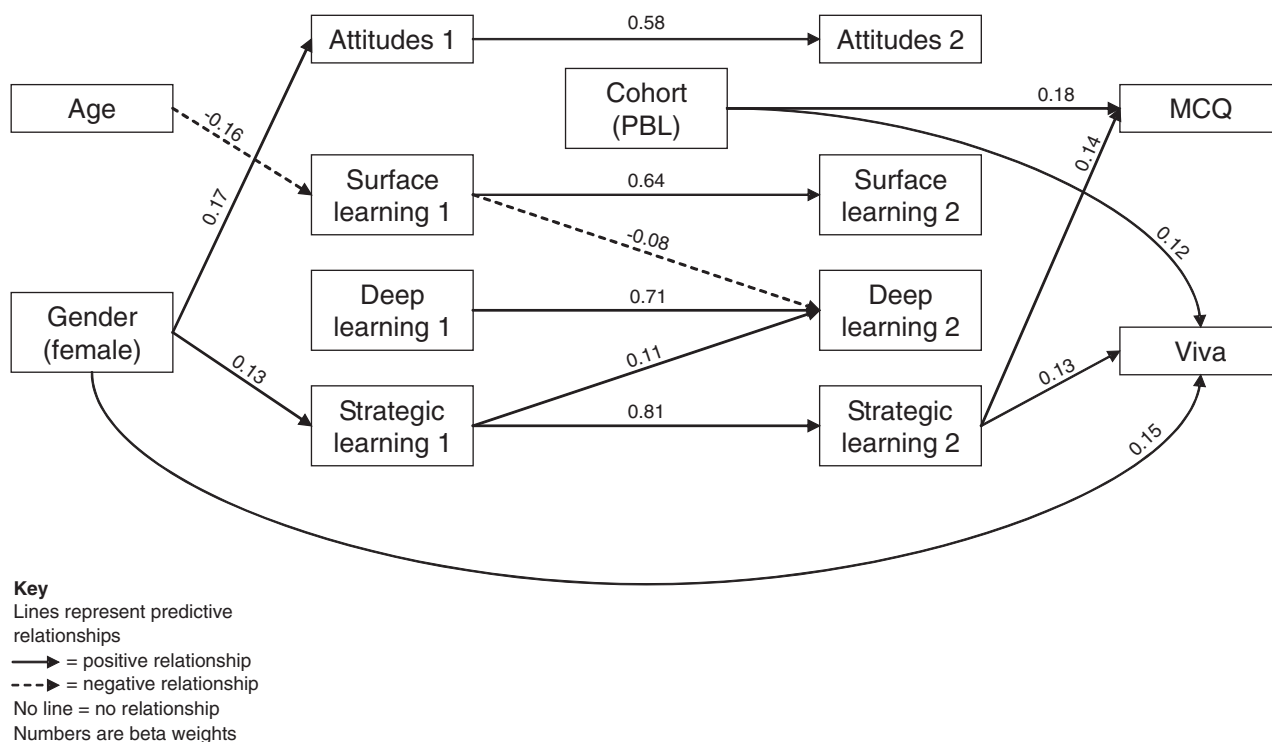 Attitudes 1
0.58
Attitudes 2
Age
-0.16
Cohort
(PBL)
0.18
MCQ
0.14
0.17
Surface
learning 1
0.64
Surface
learning 2
-0.08
0.12
Gender
(female)
Deep
learning 1
0.71
Deep
learning 2
0.11
Viva
0.13
0.13
Strategic
learning 1
0.81
Strategic
learning 2
0.15
Key
Lines represent predictive
relationships
= positive relationship
= negative relationship
No line = no relationship
Numbers are beta weights